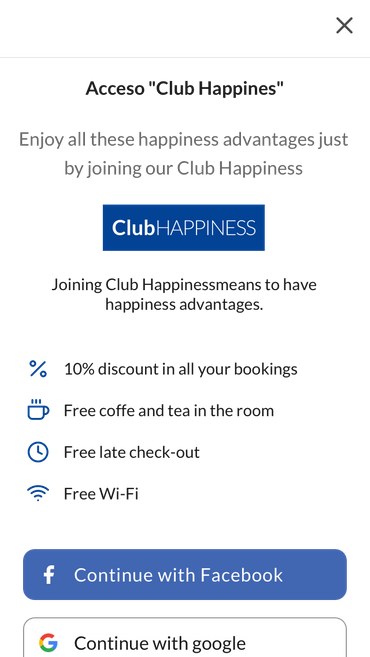 Acceso "Club Happines"
Enjoy all these happiness advantages just
by joining our Club Happiness
ClubHAPPINESS
Joining Club Happinessmeans to have
happiness advantages.
10% discount in all your bookings
Free coffe and tea in the room
Free late check-out
Free Wi-Fi
Continue with Facebook
Continue with google